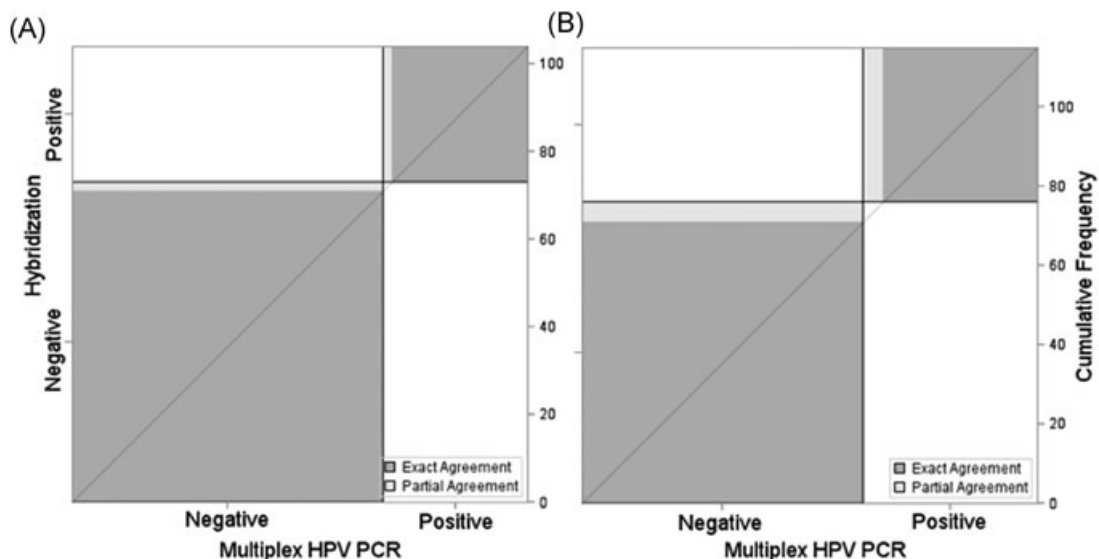 (A)
(B)
Hybridization
Positive
Negative
100
80
60
40
20
0
Exact Agreement
Partial Agreement
Negative
Positive
Multiplex HPV PCR
100
80
60
40
20
0
Cumulative Frequency
Exact Agreement
Partial Agreement
Negative
Positive
Multiplex HPV PCR